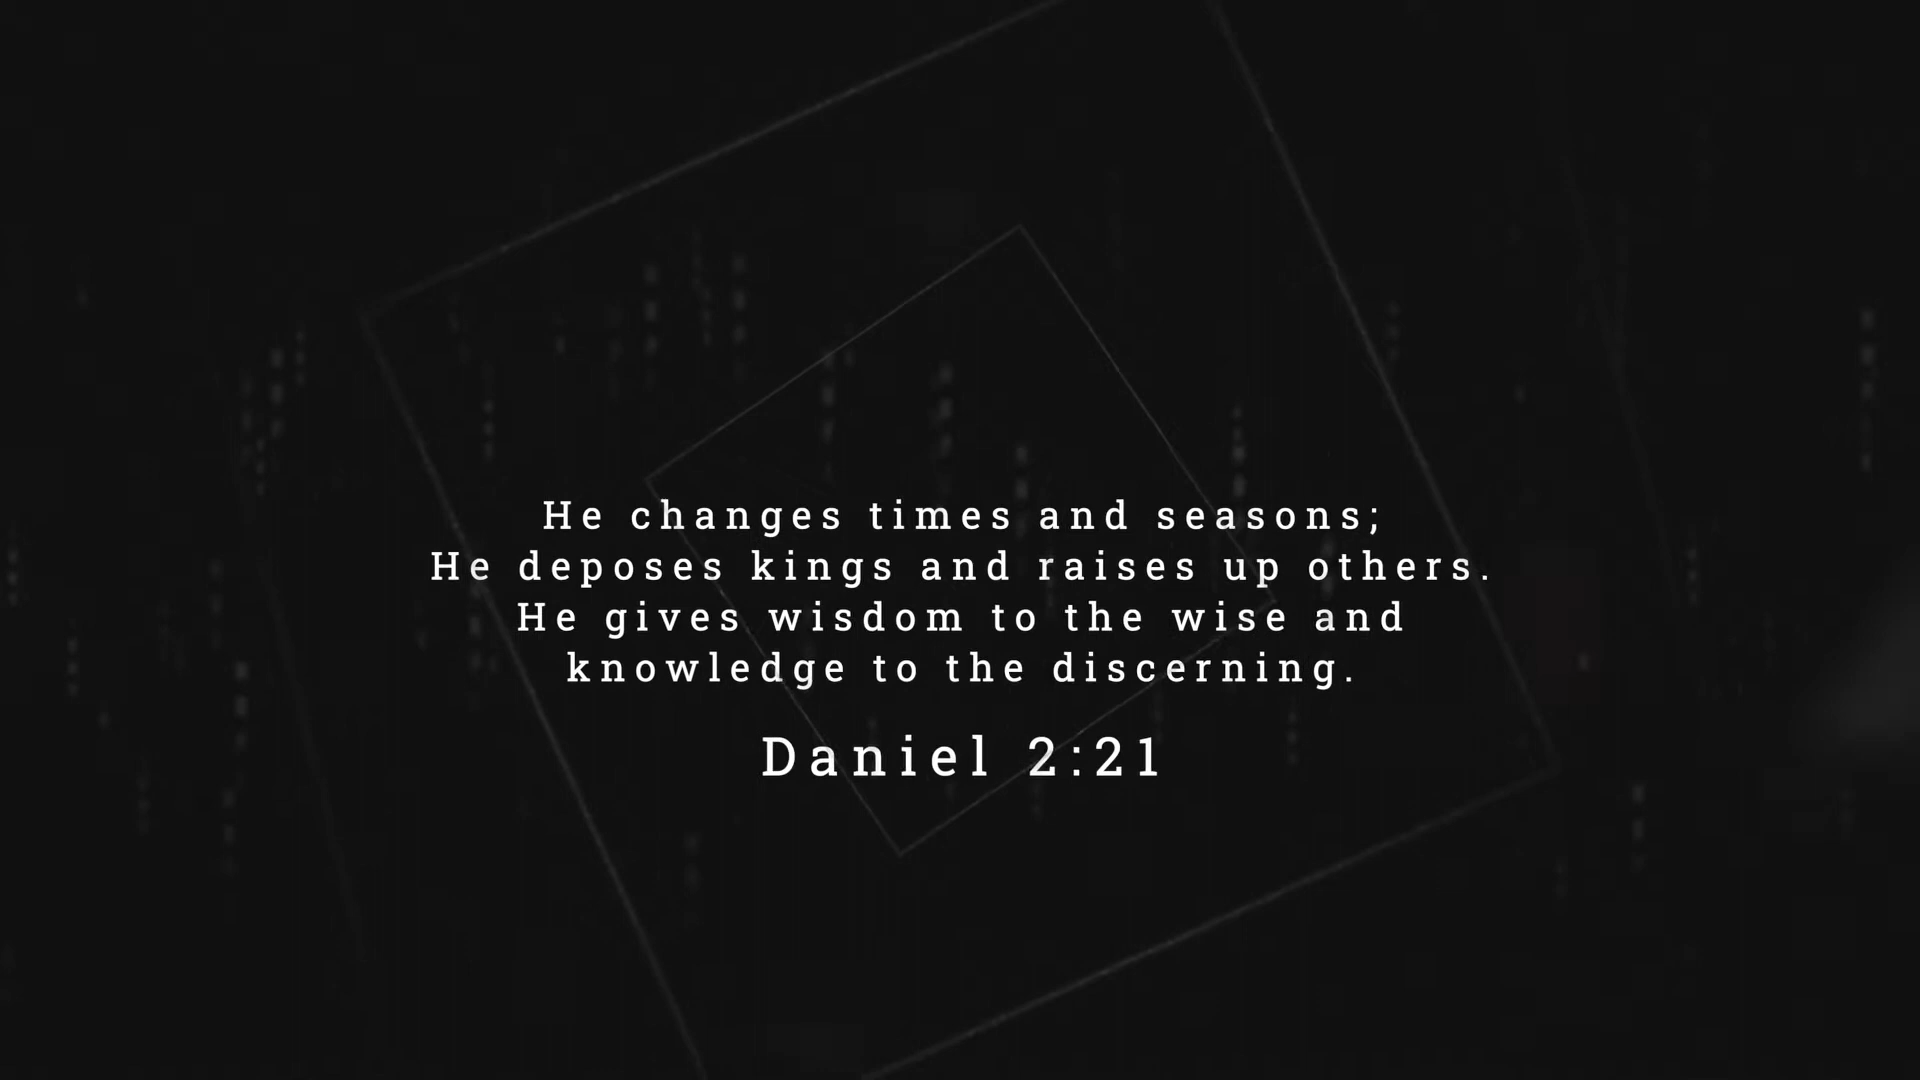 He changes times and seasons;
He deposes kings and raises up others.
He gives wisdom to the wise and
knowledge to the discerning.
Daniel 2:21